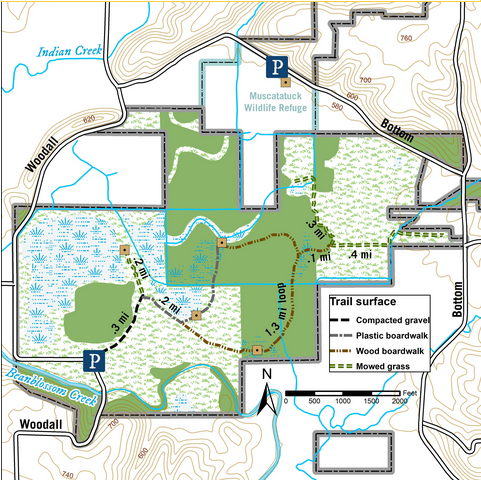 760
Indian Creek
P
700
600
580
Muscatatuck
Wildlife Refuge
620
Bottom
Woodall
.3 mi
.1 mi
.4 mi
.2 mi
.2 mi
1.3 mi loop
.3 mi
Bottom
Trail surface
Compacted gravel
Plastic boardwalk
Wood boardwalk
Mowed grass
P
Beanblossom Creek
N
0 500 1000 1500 2000 Feet
Woodall
700
600
740